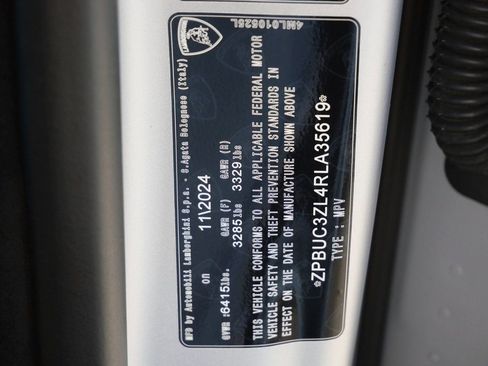 MFD by Automobili Lamborghini S.p.a. - S.Agata Bolognese (Italy)
on 11\2024
GAWR (F) GAWR (R)
GVWR :6415lbs. 3285lbs 3329lbs
THIS VEHICLE CONFORMS TO ALL APPLICABLE FEDERAL MOTOR
VEHICLE SAFETY AND THEFT PREVENTION STANDARDS IN
EFFECT ON THE DATE OF MANUFACTURE SHOWN ABOVE
*ZPBUC3ZL4RLA35619*
TYPE : MPV
4ML010525L